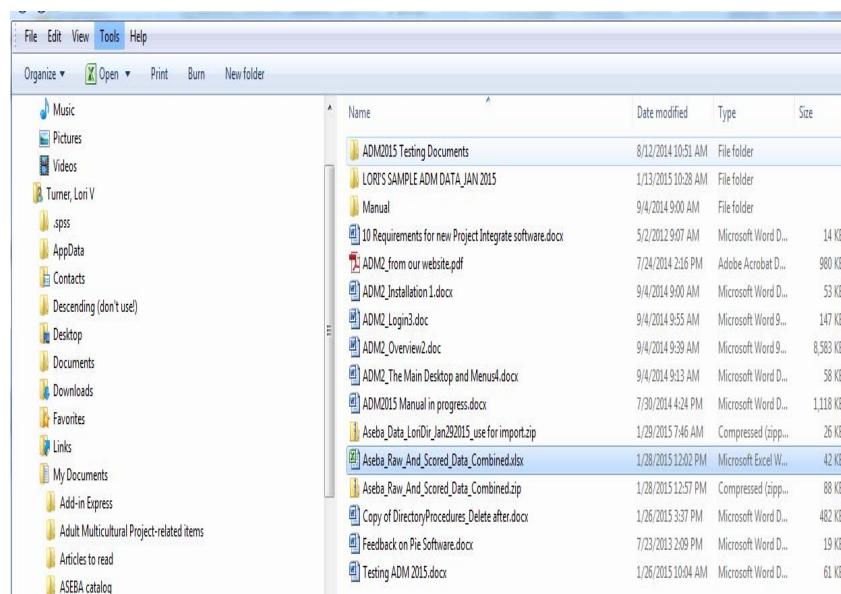 File Edit View Tools Help
Organize Open Print Burn New folder
Music
Pictures
Videos
Turner, Lori V
.spss
AppData
Contacts
Descending (don't use!)
Desktop
Documents
Downloads
Favorites
Links
My Documents
Add-in Express
Adult Multicultural Project-related items
Articles to read
ASEBA catalog
Name Date modified Type Size
ADM2015 Testing Documents 8/12/2014 10:51 AM File folder
LORI'S SAMPLE ADM DATA_JAN 2015 1/13/2015 10:28 AM File folder
Manual 9/4/2014 9:00 AM File folder
10 Requirements for new Project Integrate software.docx 5/2/2012 9:07 AM Microsoft Word D... 14 KB
ADM2_from our website.pdf 7/24/2014 2:16 PM Adobe Acrobat D... 980 KB
ADM2_Installation 1.docx 9/4/2014 9:00 AM Microsoft Word D... 53 KB
ADM2_Login3.doc 9/4/2014 9:55 AM Microsoft Word 9... 147 KB
ADM2_Overview2.doc 9/4/2014 9:39 AM Microsoft Word 9... 8,583 KB
ADM2_The Main Desktop and Menus4.docx 9/4/2014 9:13 AM Microsoft Word D... 58 KB
ADM2015 Manual in progress.docx 7/30/2014 4:24 PM Microsoft Word D... 1,118 KB
Aseba_Data_LoriDir_Jan292015_use for import.zip 1/29/2015 7:46 AM Compressed (zipp... 26 KB
Aseba_Raw_And_Scored_Data_Combined.xlsx 1/28/2015 12:02 PM Microsoft Excel W... 42 KB
Aseba_Raw_And_Scored_Data_Combined.zip 1/28/2015 12:57 PM Compressed (zipp... 88 KB
Copy of DirectoryProcedures_Delete after.docx 1/26/2015 3:37 PM Microsoft Word D... 482 KB
Feedback on Pie Software.docx 7/23/2013 2:09 PM Microsoft Word D... 19 KB
Testing ADM 2015.docx 1/26/2015 10:04 AM Microsoft Word D... 61 KB